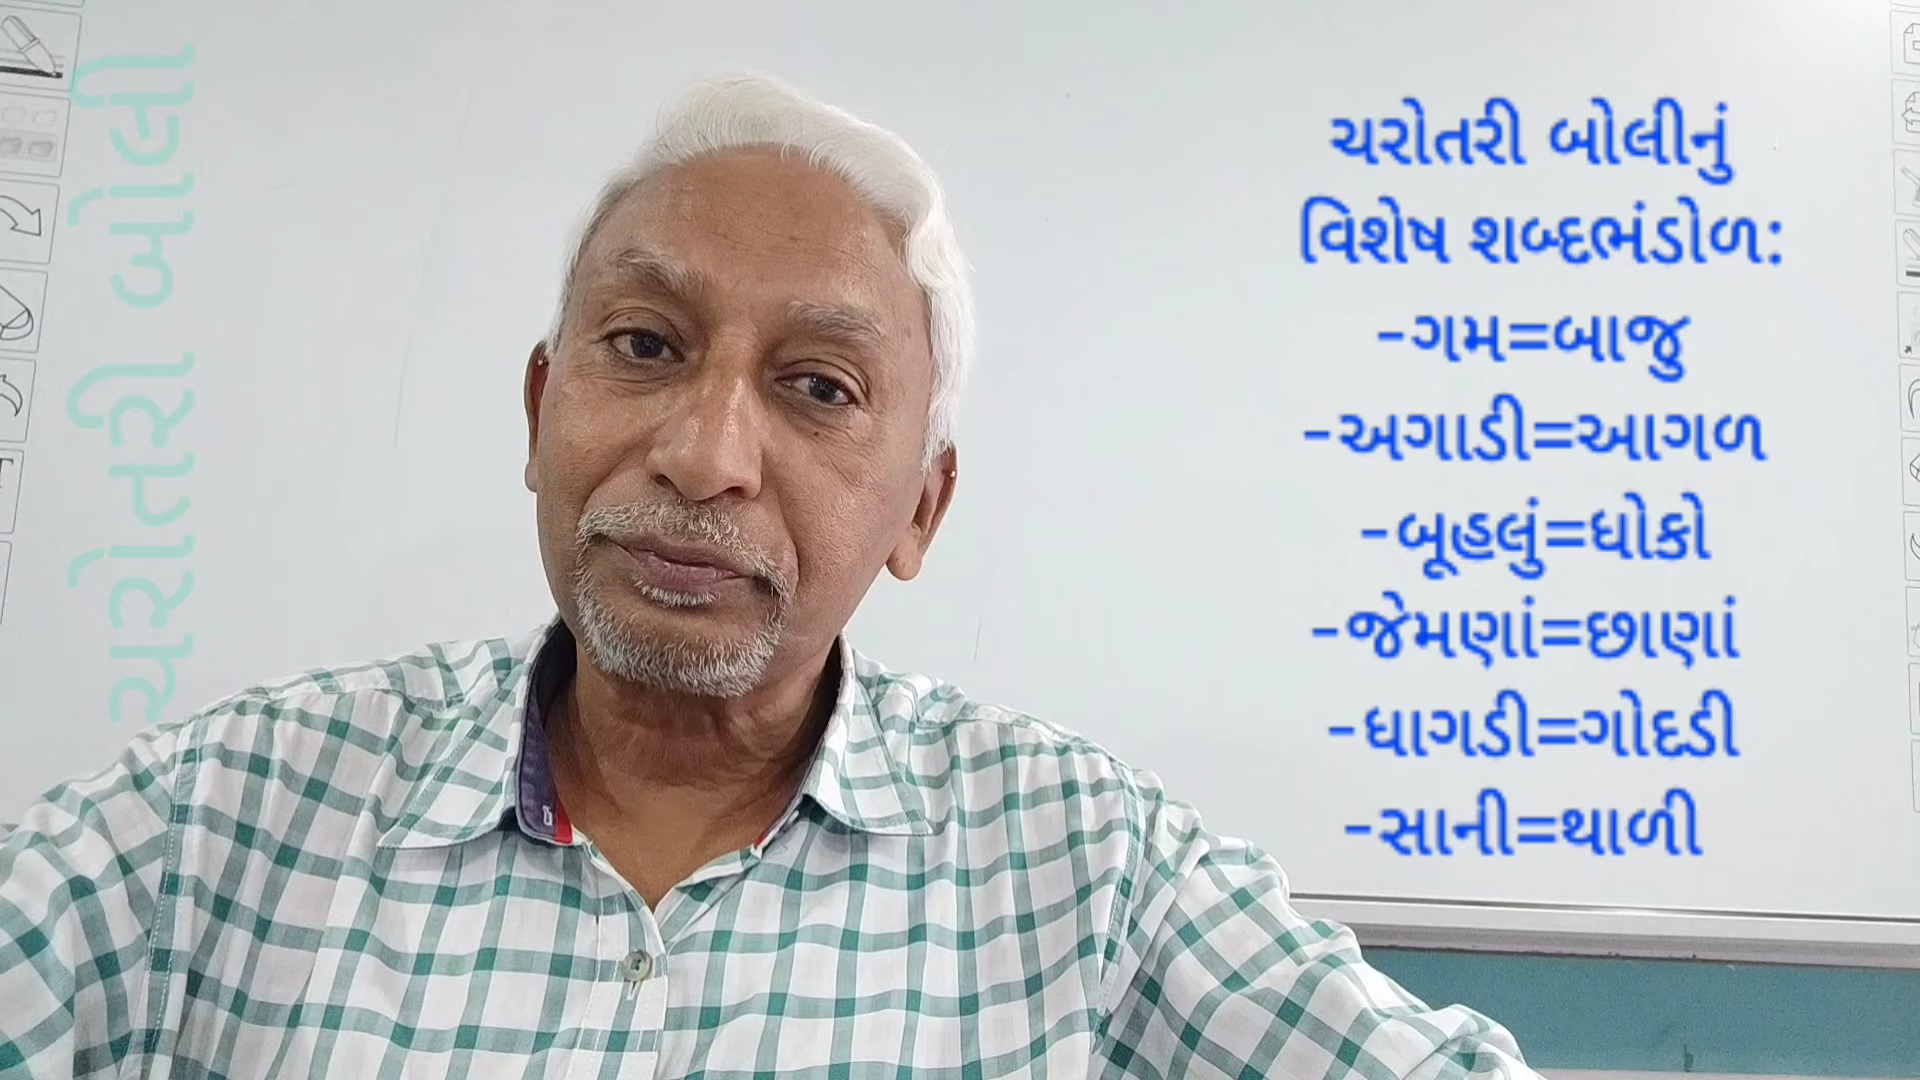 ચરોતરી બોલી
ચરોતરી બોલીનું
વિશેષ શબ્દભંડોળ:
-ગમ=બાજુ
-અગાડી=આગળ
-બૂહલું=ધોકો
-જેમણાં=છાણાં
-ધાગડી=ગોદડી
-સાની=થાળી